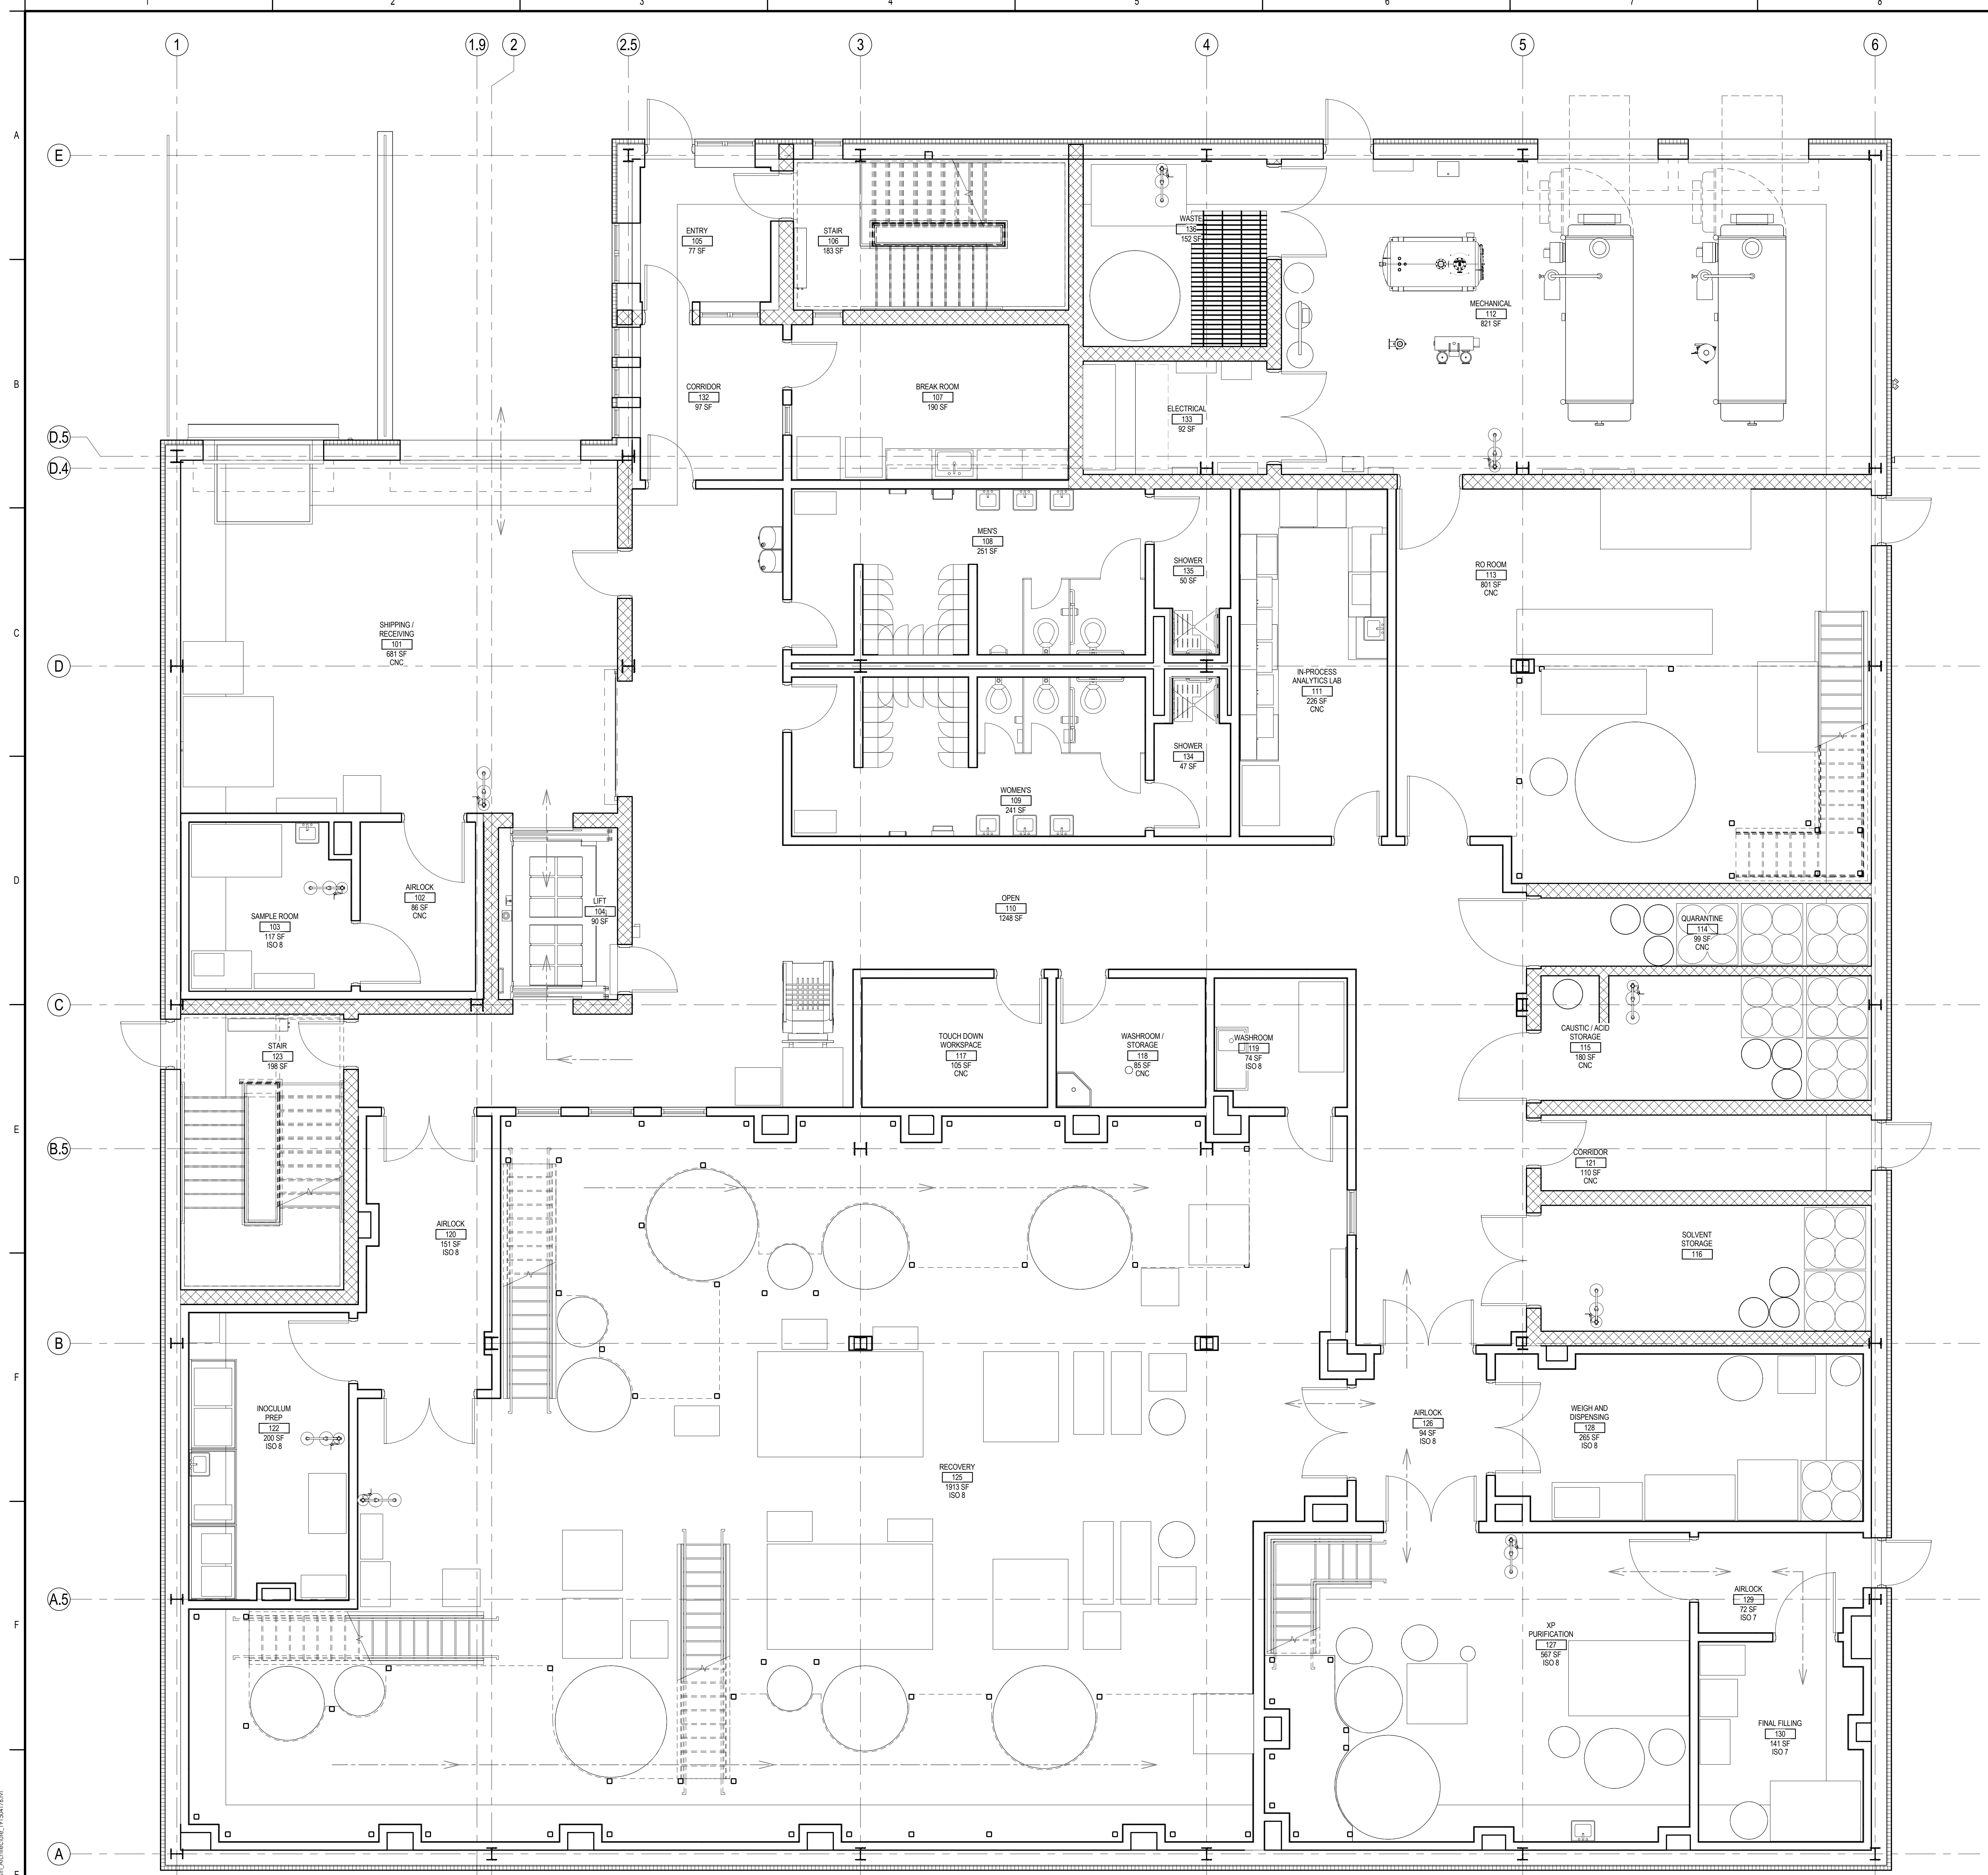 1
2
3
4
5
6
7
8
1
1.9
2
2.5
3
4
5
6
A
B
C
D
E
F
F
E
D.5
D.4
D
C
B.5
B
A.5
A
ENTRY
105
77 SF
STAIR
106
183 SF
WASTE
136
152 SF
MECHANICAL
112
821 SF
CORRIDOR
132
97 SF
BREAK ROOM
107
190 SF
ELECTRICAL
133
92 SF
MEN'S
108
251 SF
SHOWER
135
50 SF
RO ROOM
113
801 SF
CNC
SHIPPING /
RECEIVING
101
681 SF
CNC
IN-PROCESS
ANALYTICS LAB
111
226 SF
CNC
SHOWER
134
47 SF
WOMEN'S
109
241 SF
AIRLOCK
102
86 SF
CNC
SAMPLE ROOM
103
117 SF
ISO 8
LIFT
104
90 SF
OPEN
110
1248 SF
QUARANTINE
114
99 SF
CNC
STAIR
123
198 SF
TOUCH DOWN
WORKSPACE
117
105 SF
CNC
WASHROOM /
STORAGE
118
85 SF
CNC
WASHROOM
119
74 SF
ISO 8
CAUSTIC / ACID
STORAGE
115
180 SF
CNC
CORRIDOR
121
110 SF
CNC
AIRLOCK
120
151 SF
ISO 8
SOLVENT
STORAGE
116
INOCULUM
PREP
122
200 SF
ISO 8
RECOVERY
125
1913 SF
ISO 8
AIRLOCK
126
94 SF
ISO 8
WEIGH AND
DISPENSING
128
265 SF
ISO 8
AIRLOCK
129
72 SF
ISO 7
XP
PURIFICATION
127
567 SF
ISO 8
FINAL FILLING
130
141 SF
ISO 7